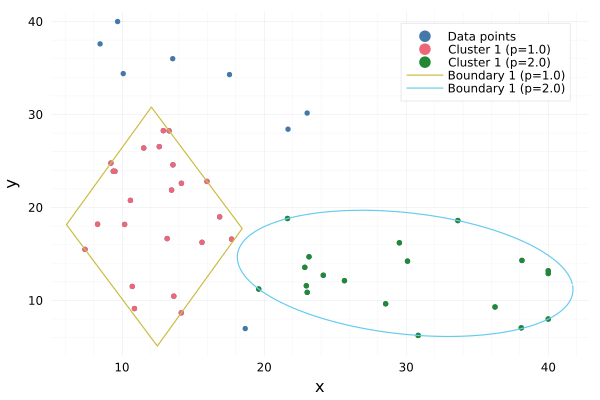 40
30
20
10
10
20
30
40
x
y
Data points
Cluster 1 (p=1.0)
Cluster 1 (p=2.0)
Boundary 1 (p=1.0)
Boundary 1 (p=2.0)